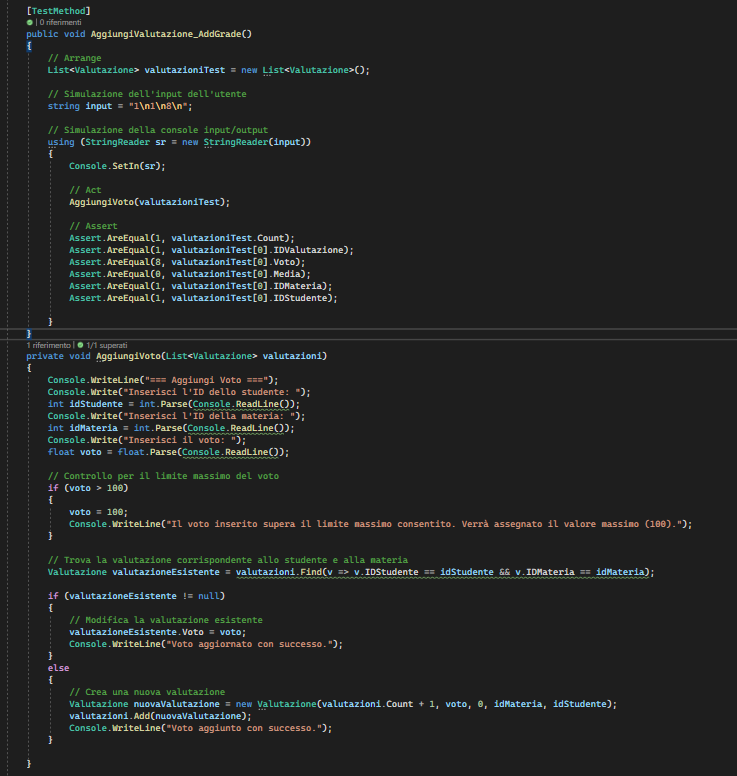 [TestMethod]
| 0 riferimenti
public void AggiungiValutazione_AddGrade()
{
// Arrange
List<Valutazione> valutazioniTest = new List<Valutazione>();
// Simulazione dell'input dell'utente
string input = "1\n1\n8\n";
// Simulazione della console input/output
using (StringReader sr = new StringReader(input))
{
Console.SetIn(sr);
// Act
AggiungiVoto(valutazioniTest);
// Assert
Assert.AreEqual(1, valutazioniTest.Count);
Assert.AreEqual(1, valutazioniTest[0].IDValutazione);
Assert.AreEqual(8, valutazioniTest[0].Voto);
Assert.AreEqual(0, valutazioniTest[0].Media);
Assert.AreEqual(1, valutazioniTest[0].IDMateria);
Assert.AreEqual(1, valutazioniTest[0].IDStudente);
}
}
1 riferimento | 1/1 superati
private void AggiungiVoto(List<Valutazione> valutazioni)
{
Console.WriteLine("=== Aggiungi Voto ===");
Console.Write("Inserisci l'ID dello studente: ");
int idStudente = int.Parse(Console.ReadLine());
Console.Write("Inserisci l'ID della materia: ");
int idMateria = int.Parse(Console.ReadLine());
Console.Write("Inserisci il voto: ");
float voto = float.Parse(Console.ReadLine());
// Controllo per il limite massimo del voto
if (voto > 100)
{
voto = 100;
Console.WriteLine("Il voto inserito supera il limite massimo consentito. Verrà assegnato il valore massimo (100).");
}
// Trova la valutazione corrispondente allo studente e alla materia
Valutazione valutazioneEsistente = valutazioni.Find(v => v.IDStudente == idStudente && v.IDMateria == idMateria);
if (valutazioneEsistente != null)
{
// Modifica la valutazione esistente
valutazioneEsistente.Voto = voto;
Console.WriteLine("Voto aggiornato con successo.");
}
else
{
// Crea una nuova valutazione
Valutazione nuovaValutazione = new Valutazione(valutazioni.Count + 1, voto, 0, idMateria, idStudente);
valutazioni.Add(nuovaValutazione);
Console.WriteLine("Voto aggiunto con successo.");
}
}